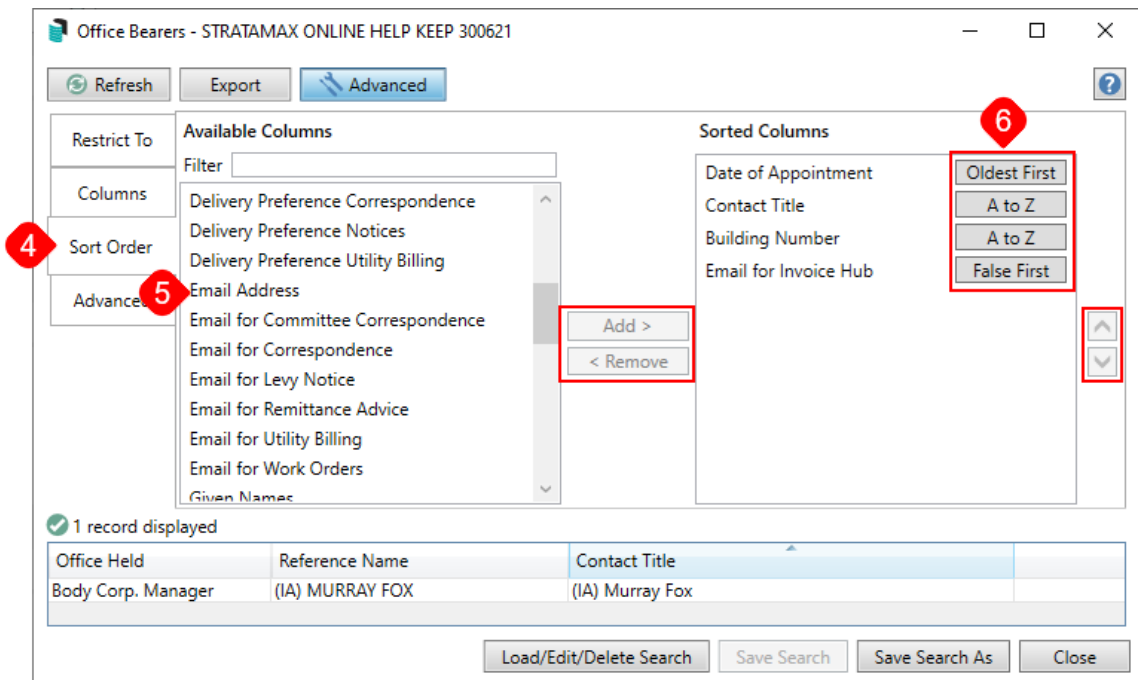 Office Bearers - STRATAMAX ONLINE HELP KEEP 300621
Refresh Export Advanced ?
Restrict To
Columns
4 Sort Order
Advanced
Available Columns
Filter
Delivery Preference Correspondence
Delivery Preference Notices
Delivery Preference Utility Billing
5 Email Address
Email for Committee Correspondence
Email for Correspondence
Email for Levy Notice
Email for Remittance Advice
Email for Utility Billing
Email for Work Orders
Given Names
Add >
< Remove
Sorted Columns
6
Date of Appointment Oldest First
Contact Title A to Z
Building Number A to Z
Email for Invoice Hub False First
1 record displayed
Office Held Reference Name Contact Title
Body Corp. Manager (IA) MURRAY FOX (IA) Murray Fox
Load/Edit/Delete Search Save Search Save Search As Close